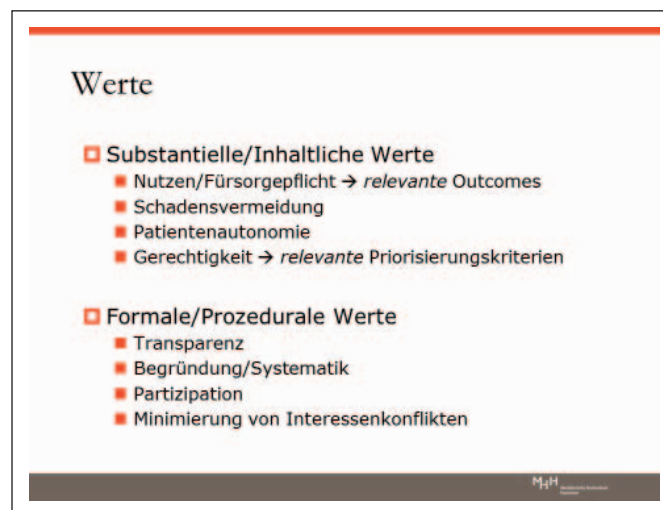 Werte
Substantielle/Inhaltliche Werte
Nutzen/Fürsorgepflicht → relevante Outcomes
Schadensvermeidung
Patientenautonomie
Gerechtigkeit → relevante Priorisierungskriterien
Formale/Prozedurale Werte
Transparenz
Begründung/Systematik
Partizipation
Minimierung von Interessenkonflikten
MHH